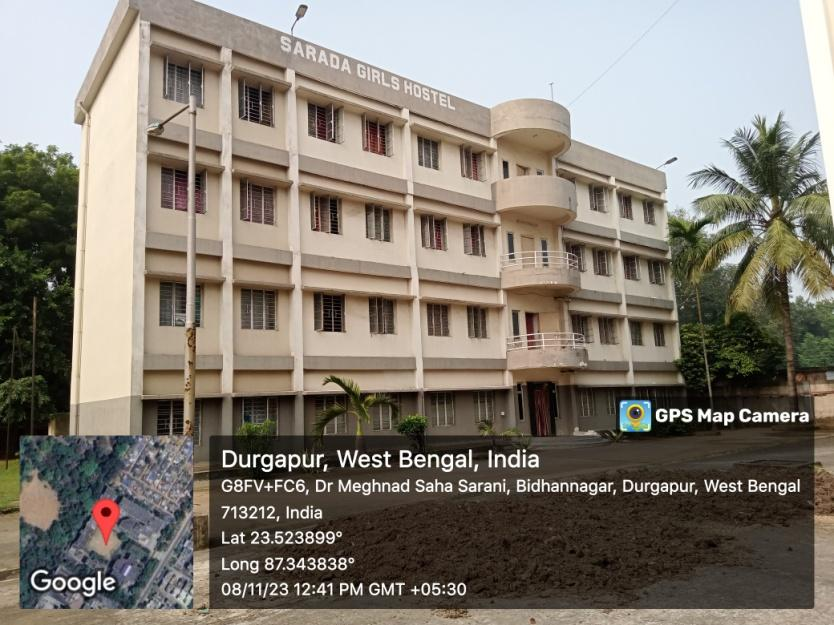 SARADA GIRLS HOSTEL
GPS Map Camera
Durgapur, West Bengal, India
G8FV+FC6, Dr Meghnad Saha Sarani, Bidhannagar, Durgapur, West Bengal
713212, India
Lat 23.523899°
Long 87.343838°
08/11/23 12:41 PM GMT +05:30
Google